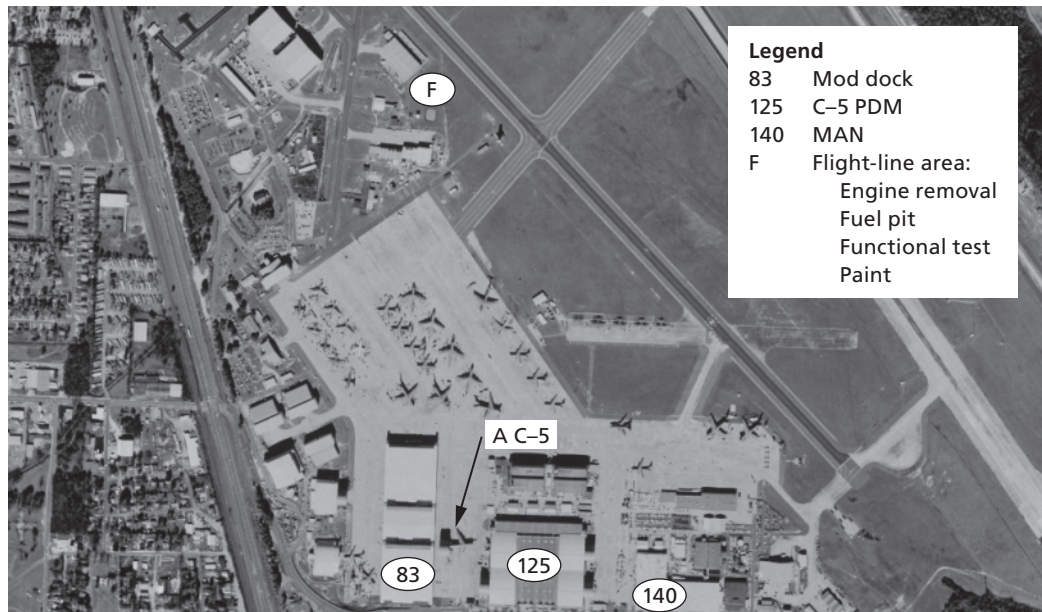 Legend
83 Mod dock
125 C–5 PDM
140 MAN
F Flight-line area:
Engine removal
Fuel pit
Functional test
Paint
F
A C–5
83
125
140